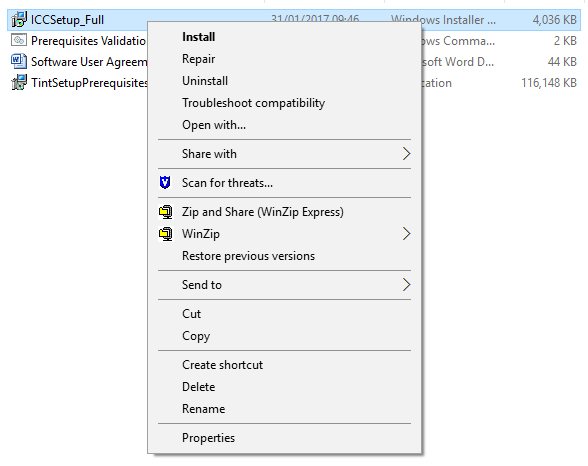 ICCSetup_Full 31/01/2017 09:46 Windows Installer ... 4,036 KB
Prerequisites Validation ows Comma... 2 KB
Software User Agreem soft Word D... 44 KB
TintSetupPrerequisites cation 116,148 KB
Install
Repair
Uninstall
Troubleshoot compatibility
Open with...
Share with
Scan for threats...
Zip and Share (WinZip Express)
WinZip
Restore previous versions
Send to
Cut
Copy
Create shortcut
Delete
Rename
Properties